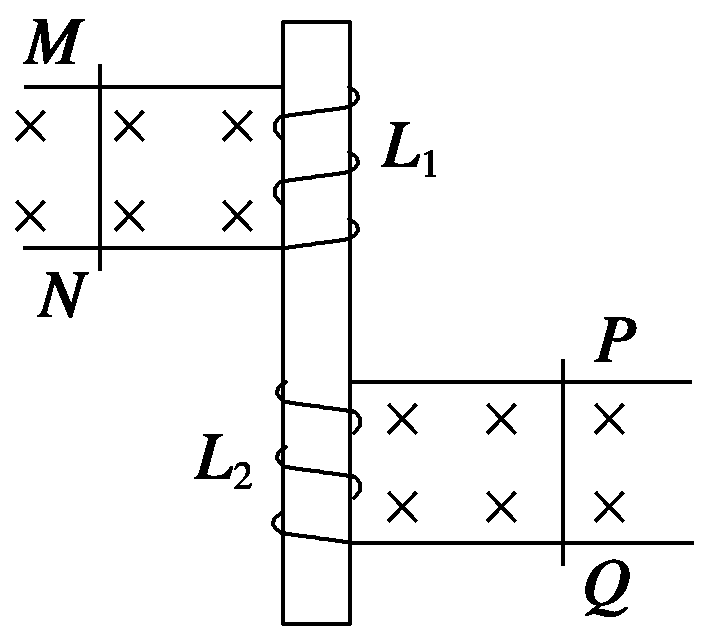 M
× × ×
L₁
× × ×
N
P
× × ×
L₂
× × ×
Q